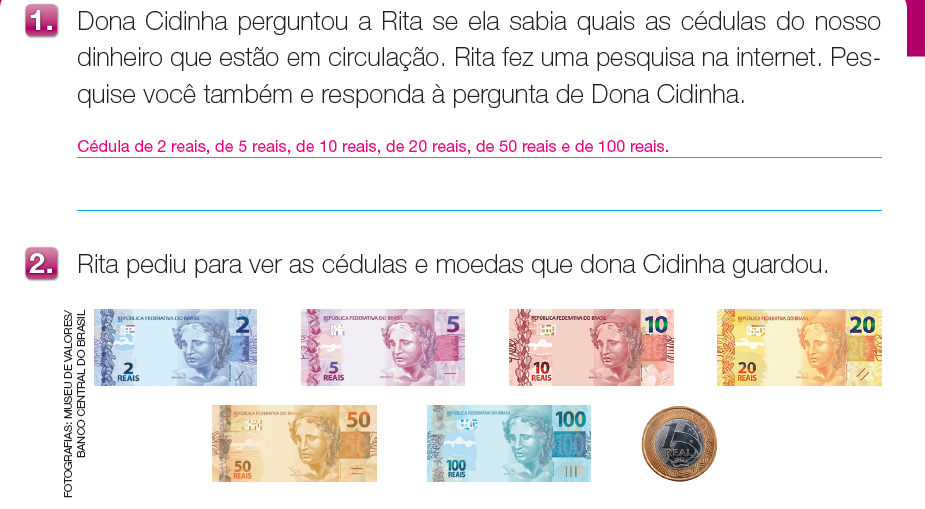 1. Dona Cidinha perguntou a Rita se ela sabia quais as cédulas do nosso
dinheiro que estão em circulação. Rita fez uma pesquisa na internet. Pes-
quise você também e responda à pergunta de Dona Cidinha.
Cédula de 2 reais, de 5 reais, de 10 reais, de 20 reais, de 50 reais e de 100 reais.
2. Rita pediu para ver as cédulas e moedas que dona Cidinha guardou.
FOTOGRAFIAS: MUSEU DE VALORES/
BANCO CENTRAL DO BRASIL
REPÚBLICA FEDERATIVA DO BRASIL
2
2
REAIS
REPÚBLICA FEDERATIVA DO BRASIL
5
5
REAIS
REPÚBLICA FEDERATIVA DO BRASIL
10
10
REAIS
REPÚBLICA FEDERATIVA DO BRASIL
20
20
REAIS
REPÚBLICA FEDERATIVA DO BRASIL
50
50
REAIS
REPÚBLICA FEDERATIVA DO BRASIL
100
100
REAIS
1
REAL